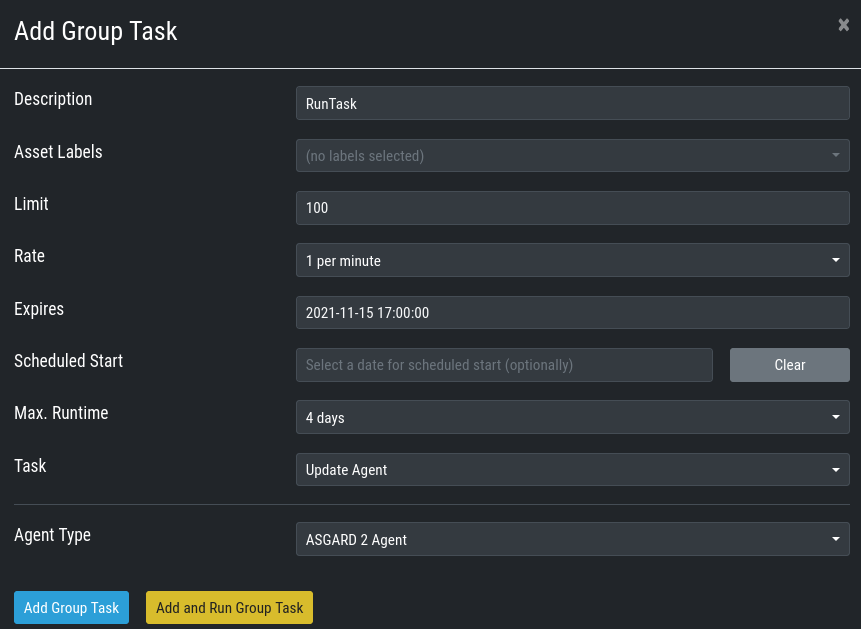 Add Group Task
×
Description
RunTask
Asset Labels
(no labels selected)
Limit
100
Rate
1 per minute
Expires
2021-11-15 17:00:00
Scheduled Start
Select a date for scheduled start (optionally)
Clear
Max. Runtime
4 days
Task
Update Agent
Agent Type
ASGARD 2 Agent
Add Group Task
Add and Run Group Task